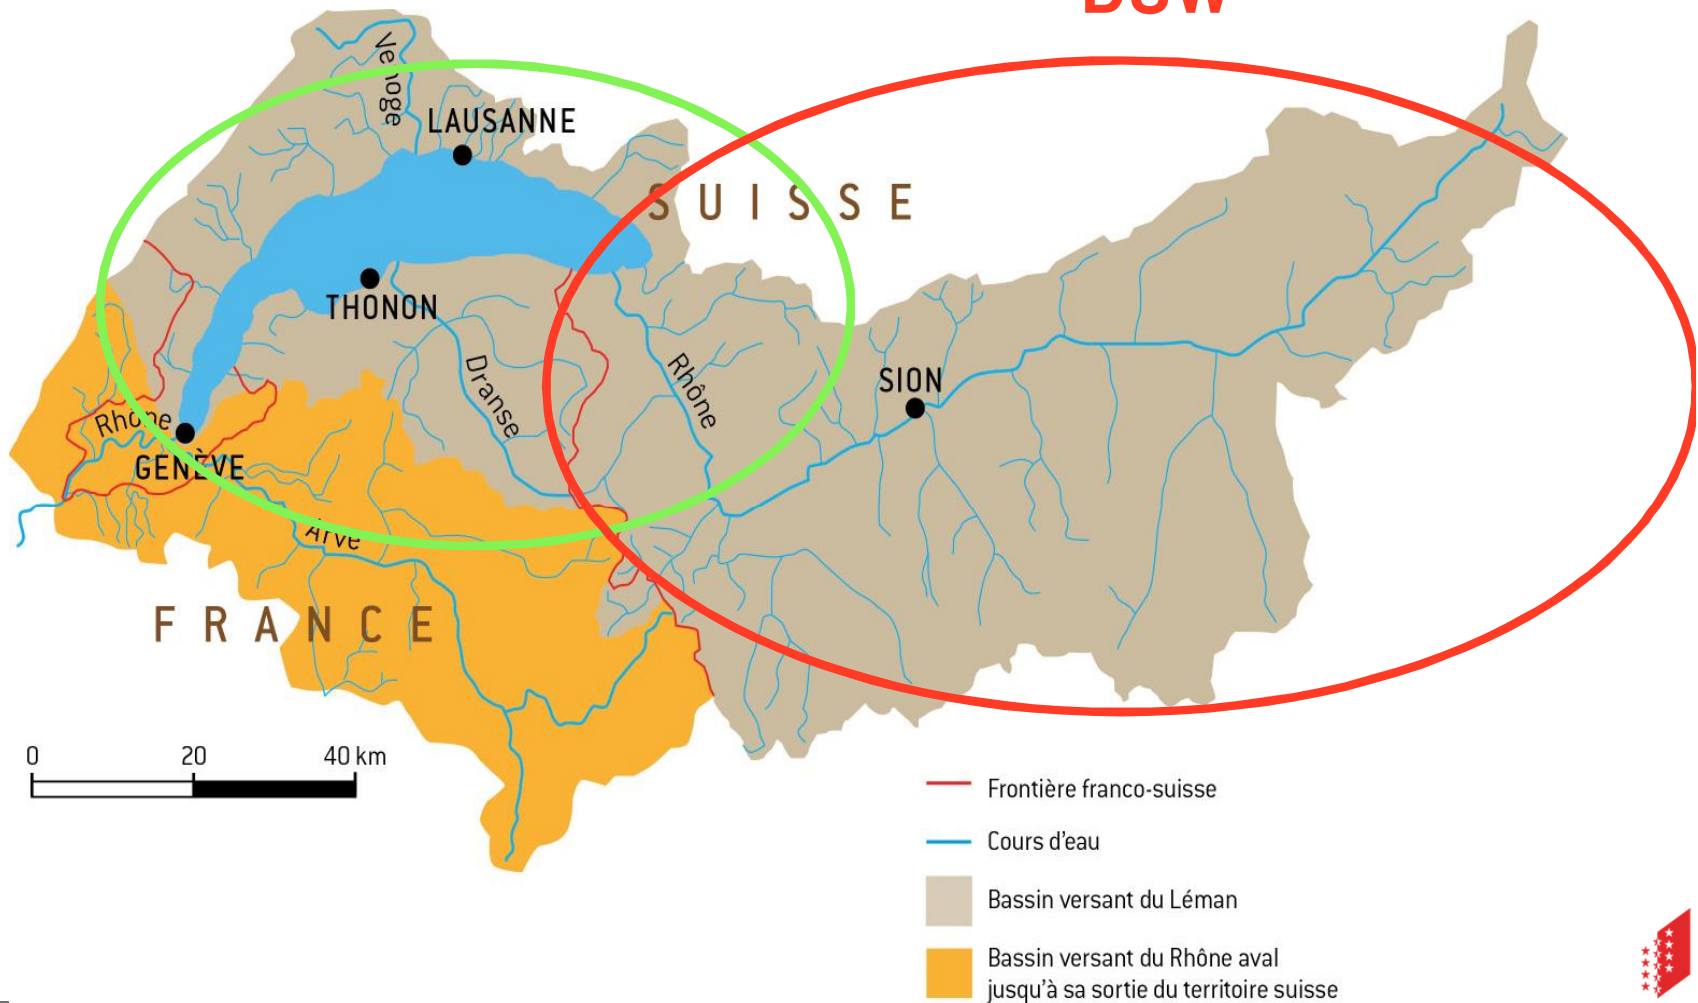 Venoge
LAUSANNE
SUISSE
THONON
Dranse
Rhône
SION
Rhône
GENÈVE
Arve
FRANCE
0 20 40 km
Frontière franco-suisse
Cours d'eau
Bassin versant du Léman
Bassin versant du Rhône aval
jusqu'à sa sortie du territoire suisse